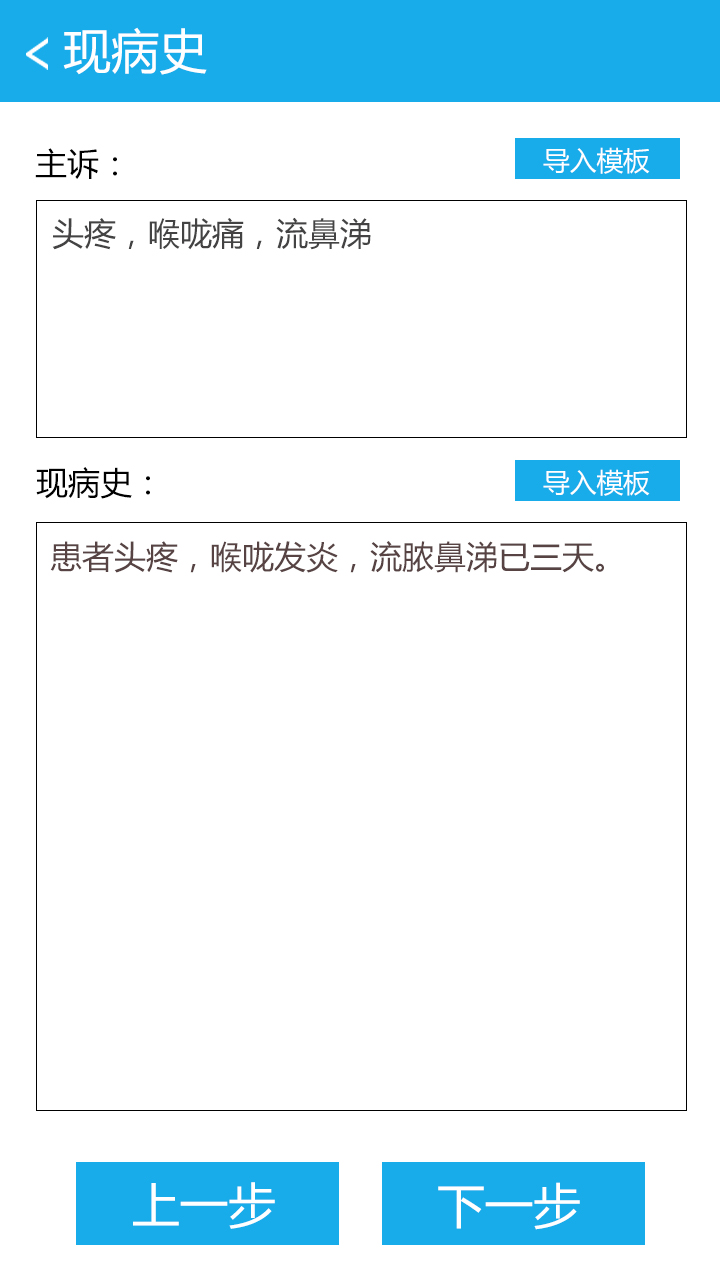 < 现病史
主诉：
导入模板
头疼，喉咙痛，流鼻涕
现病史：
导入模板
患者头疼，喉咙发炎，流脓鼻涕已三天。
上一步
下一步